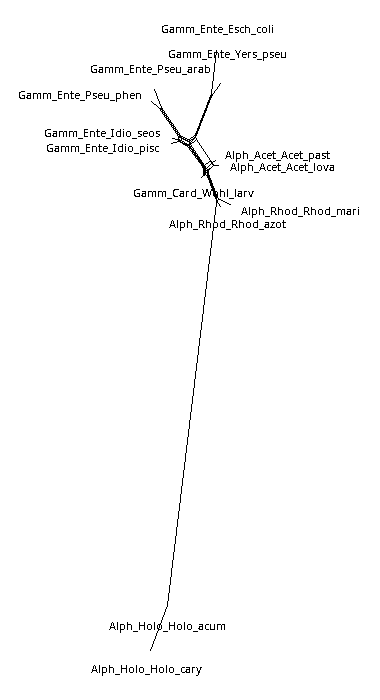 Gamm_Ente_Esch_coli
Gamm_Ente_Yers_pseu
Gamm_Ente_Pseu_arab
Gamm_Ente_Pseu_phen
Gamm_Ente_Idio_seos
Gamm_Ente_Idio_pisc
Alph_Acet_Acet_past
Alph_Acet_Acet_lova
Gamm_Card_Wohl_larv
Alph_Rhod_Rhod_mari
Alph_Rhod_Rhod_azot
Alph_Holo_Holo_acum
Alph_Holo_Holo_cary